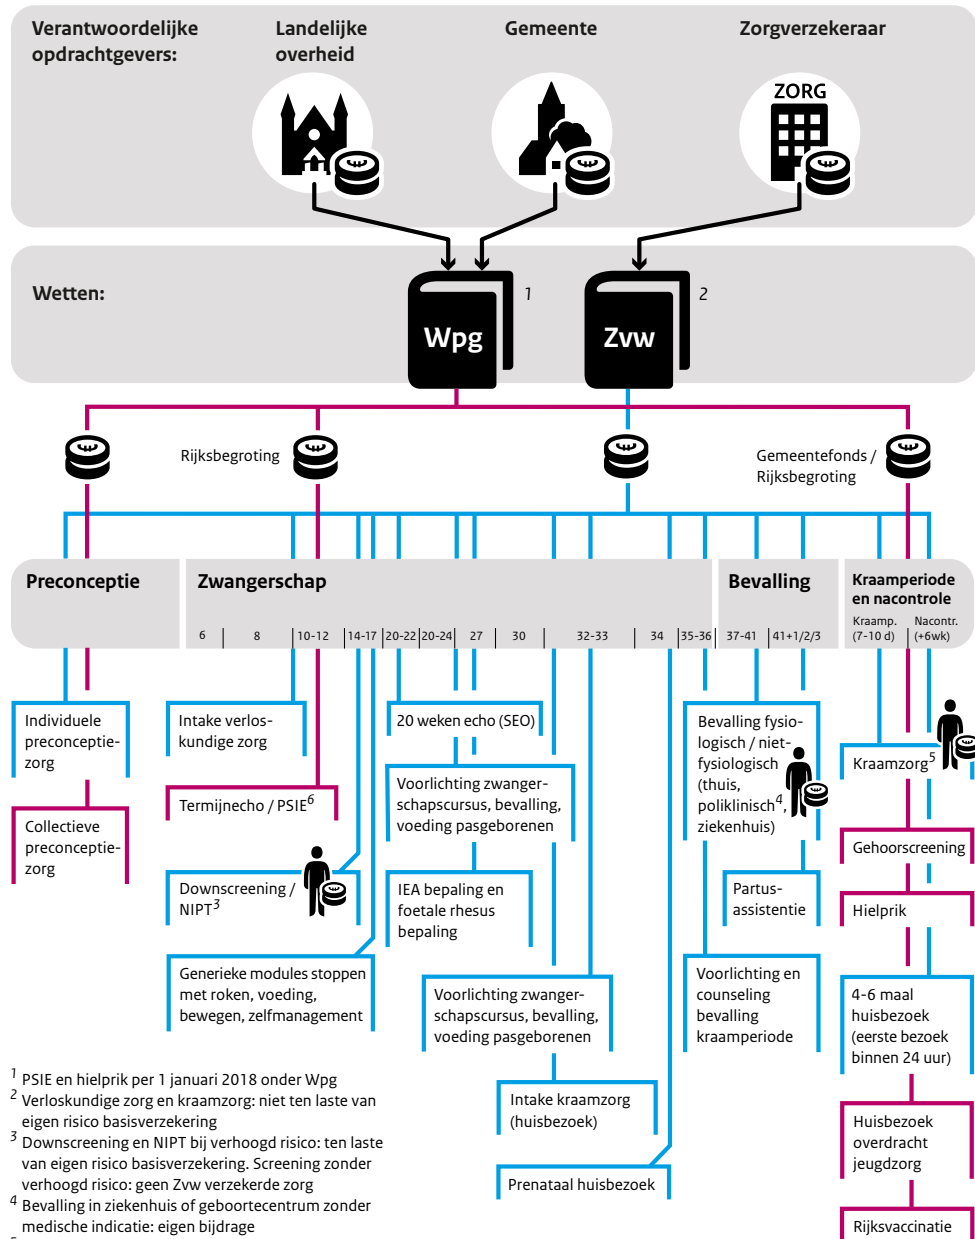 Verantwoordelijke
opdrachtgevers:
Landelijke
overheid
Gemeente
Zorgverzekeraar
ZORG
Wetten:
Wpg
1
Zvw
2
Rijksbegroting
Gemeentefonds /
Rijksbegroting
Preconceptie
Zwangerschap
Bevalling
Kraamperiode
en nacontrole
Kraamp.
(7-10 d)
Nacontr.
(+6wk)
6
8
10-12
14-17
20-22
20-24
27
30
32-33
34
35-36
37-41
41+1/2/3
Individuele
preconceptie-
zorg
Collectieve
preconceptie-
zorg
Intake verlos-
kundige zorg
Termijnecho / PSIE6
Downscreening /
NIPT3
Generieke modules stoppen
met roken, voeding,
bewegen, zelfmanagement
20 weken echo (SEO)
Voorlichting zwanger-
schapscursus, bevalling,
voeding pasgeborenen
IEA bepaling en
foetale rhesus
bepaling
Voorlichting zwanger-
schapscursus, bevalling,
voeding pasgeborenen
Intake kraamzorg
(huisbezoek)
Prenataal huisbezoek
Bevalling fysio-
logisch / niet-
fysiologisch
(thuis,
poliklinisch4,
ziekenhuis)
Partus-
assistentie
Voorlichting en
counseling
bevalling
kraamperiode
Kraamzorg5
Gehoorscreening
Hielprik
4-6 maal
huisbezoek
(eerste bezoek
binnen 24 uur)
Huisbezoek
overdracht
jeugdzorg
Rijksvaccinatie
1 PSIE en hielprik per 1 januari 2018 onder Wpg
2 Verloskundige zorg en kraamzorg: niet ten laste van
eigen risico basisverzekering
3 Downscreening en NIPT bij verhoogd risico: ten laste
van eigen risico basisverzekering. Screening zonder
verhoogd risico: geen Zvw verzekerde zorg
4 Bevalling in ziekenhuis of geboortecentrum zonder
medische indicatie: eigen bijdrage